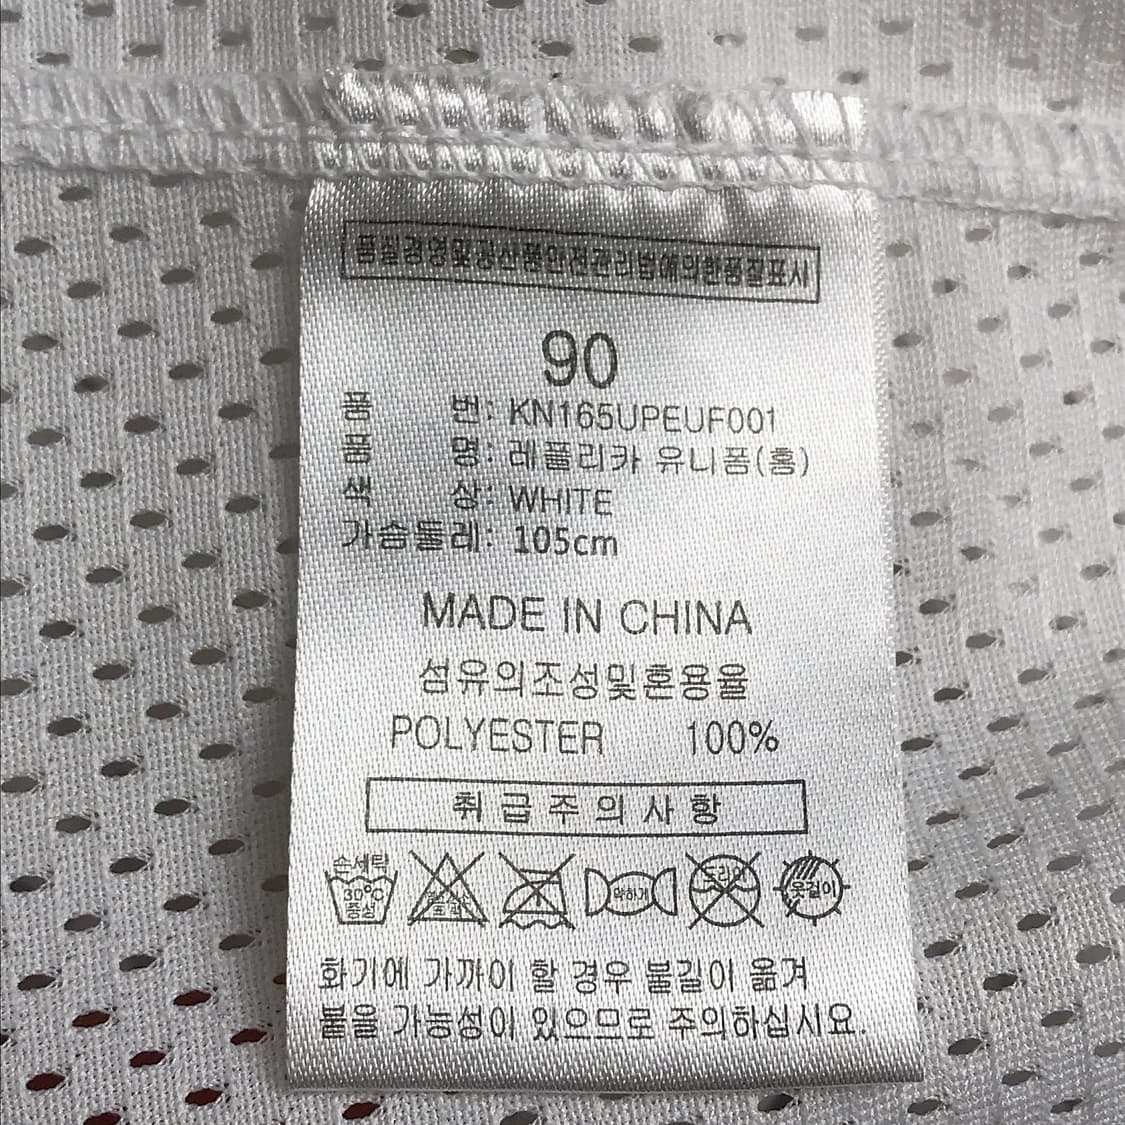 품질경영및공산품안전관리법에의한품질표시
90
품 번: KN165UPEUF001
품 명: 레플리카 유니폼(홈)
색 상: WHITE
가슴둘레: 105cm
MADE IN CHINA
섬유의조성및혼용율
POLYESTER 100%
취급주의사항
손세탁
30℃
중성
염소
표백
약하게
드라이
옷걸이
화기에 가까이 할 경우 불길이 옮겨
붙을 가능성이 있으므로 주의하십시요.